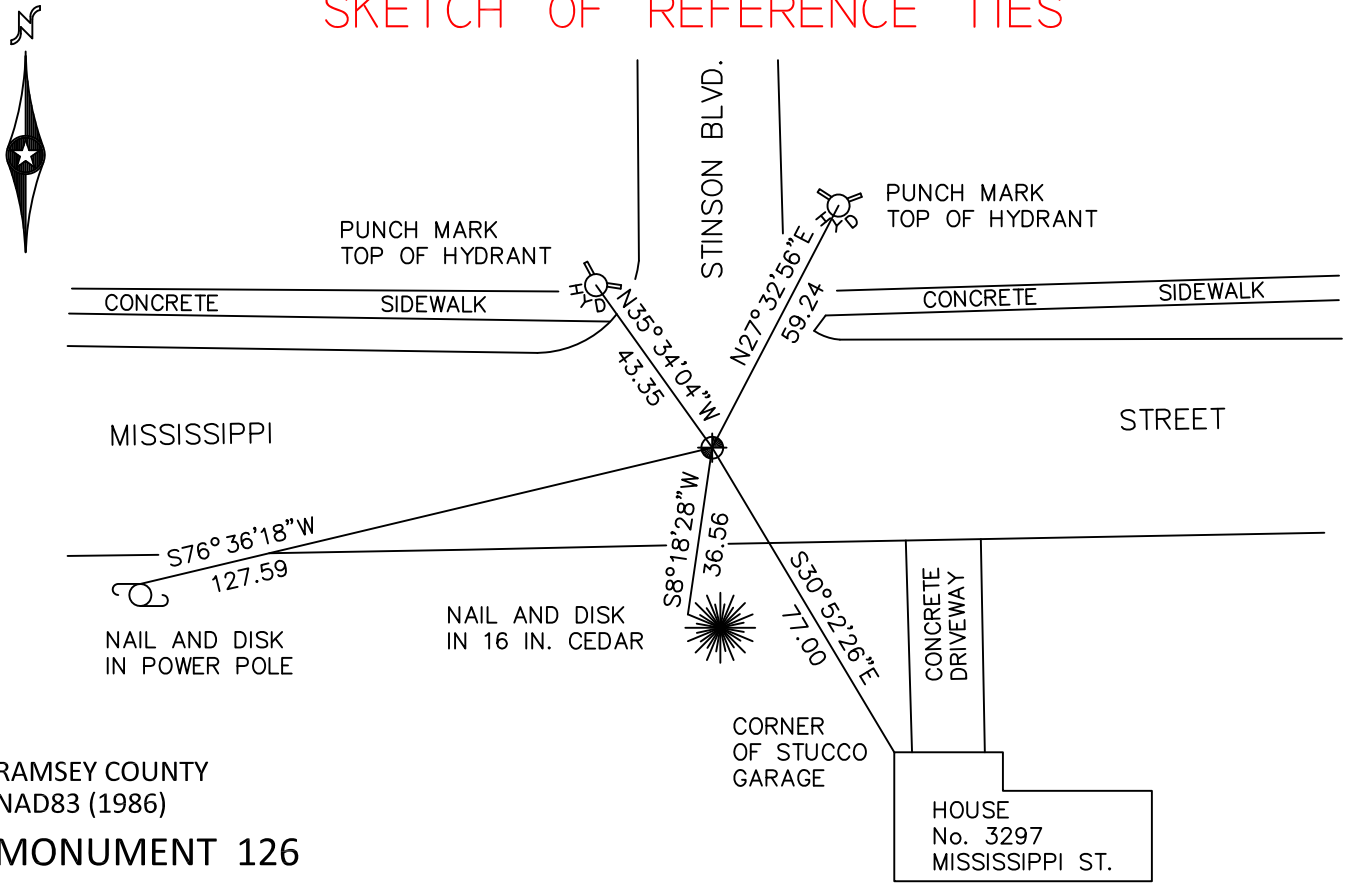 SKETCH OF REFERENCE TIES
N
STINSON BLVD.
PUNCH MARK
TOP OF HYDRANT
HYD
PUNCH MARK
TOP OF HYDRANT
HYD
CONCRETE SIDEWALK
CONCRETE SIDEWALK
N35°34'04"W
43.35
N27°32'56"E
59.24
MISSISSIPPI STREET
S76°36'18"W
127.59
S8°18'28"W
36.56
S30°52'26"E
77.00
NAIL AND DISK
IN POWER POLE
NAIL AND DISK
IN 16 IN. CEDAR
CONCRETE
DRIVEWAY
CORNER
OF STUCCO
GARAGE
HOUSE
No. 3297
MISSISSIPPI ST.
RAMSEY COUNTY
NAD83 (1986)
MONUMENT 126